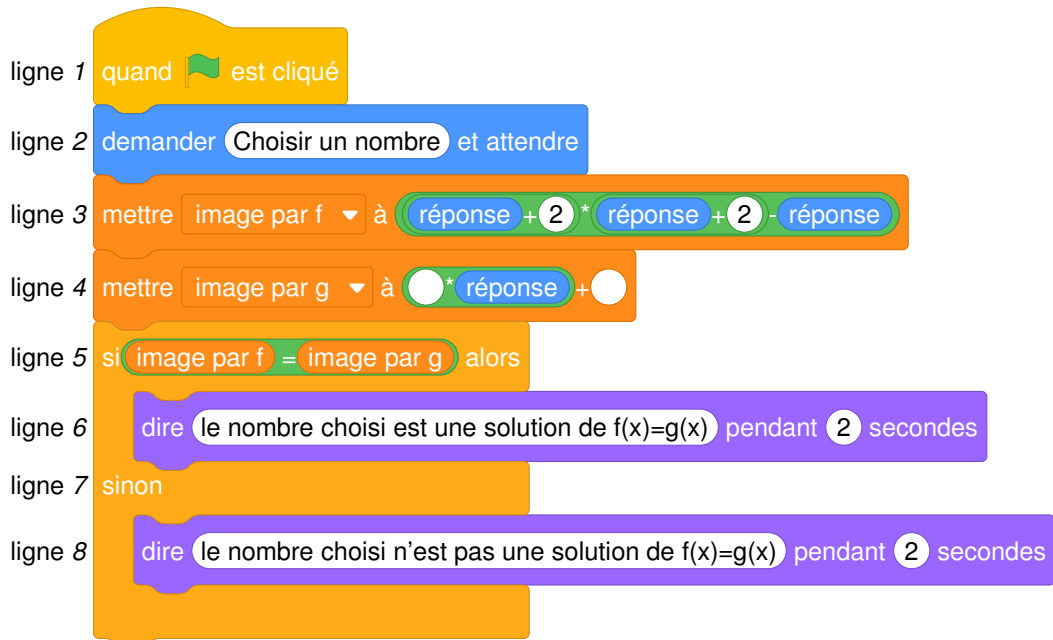 ligne 1 quand est cliqué
ligne 2 demander Choisir un nombre et attendre
ligne 3 mettre image par f à réponse + 2 * réponse + 2 - réponse
ligne 4 mettre image par g à * réponse +
ligne 5 si image par f = image par g alors
ligne 6 dire le nombre choisi est une solution de f(x)=g(x) pendant 2 secondes
ligne 7 sinon
ligne 8 dire le nombre choisi n'est pas une solution de f(x)=g(x) pendant 2 secondes